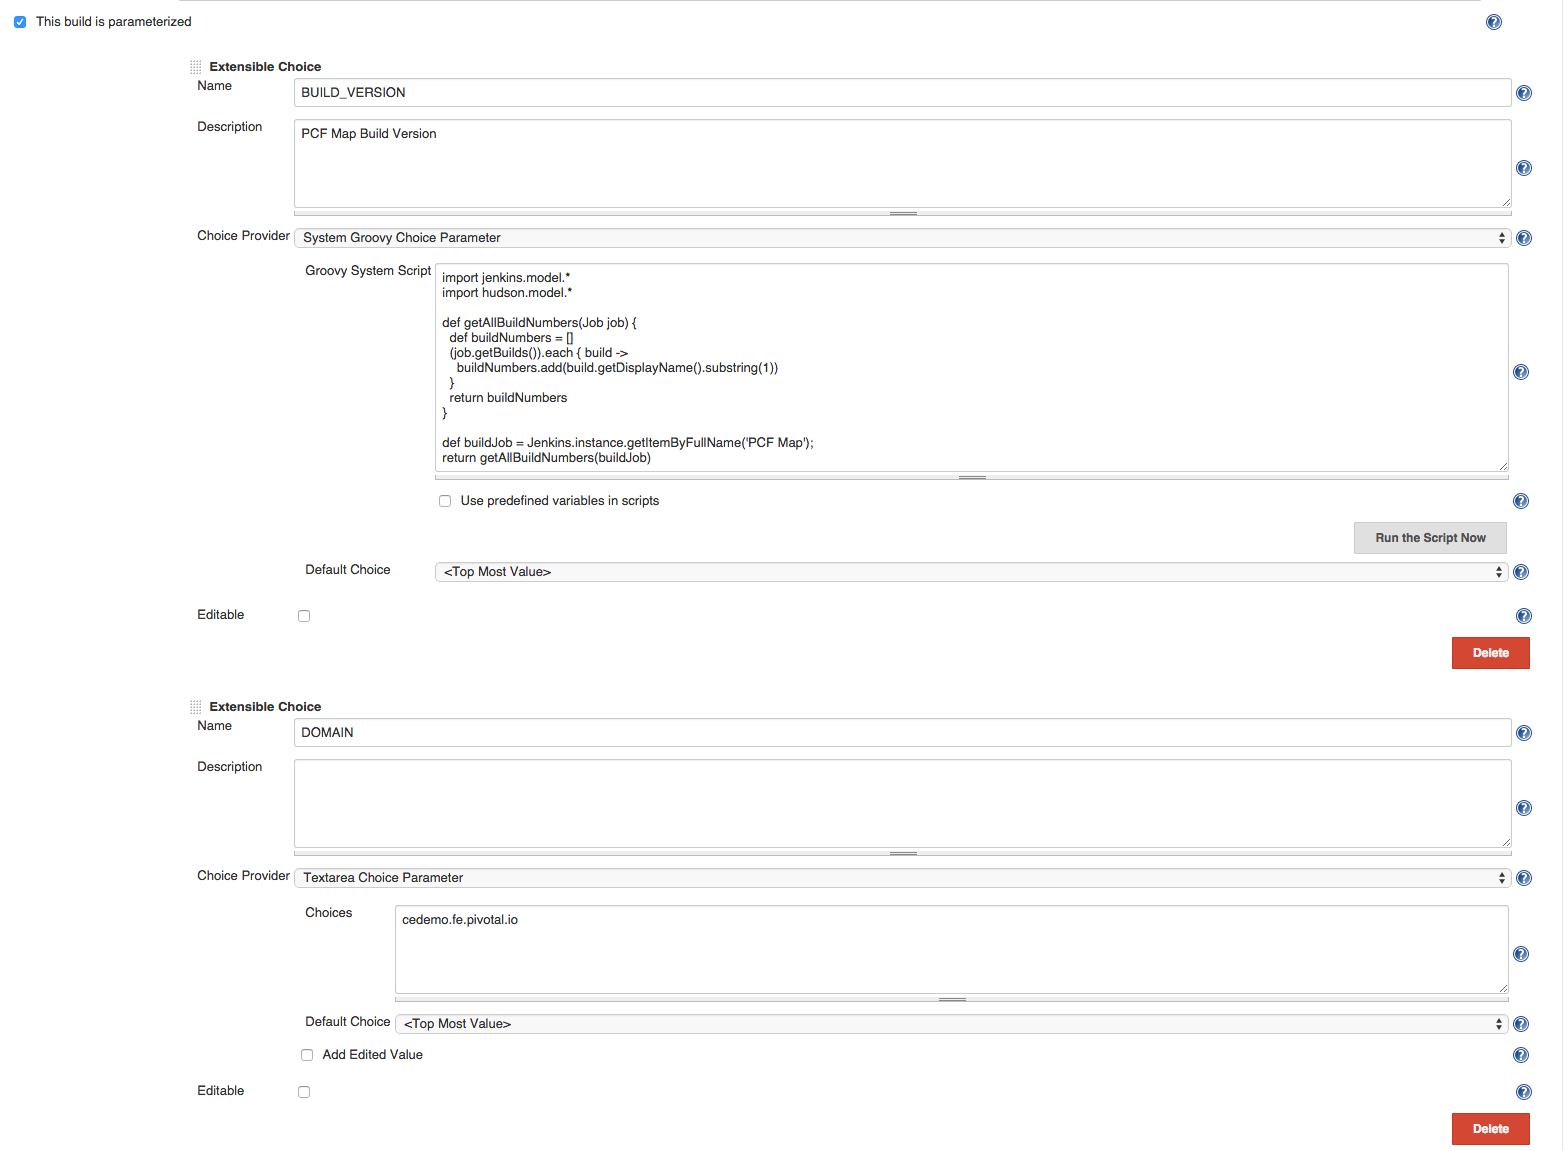 This build is parameterized
Extensible Choice
Name
BUILD_VERSION
Description
PCF Map Build Version
Choice Provider
System Groovy Choice Parameter
Groovy System Script
import jenkins.model.*
import hudson.model.*
def getAllBuildNumbers(Job job) {
def buildNumbers = []
(job.getBuilds()).each { build ->
buildNumbers.add(build.getDisplayName().substring(1))
}
return buildNumbers
}
def buildJob = Jenkins.instance.getItemByFullName('PCF Map');
return getAllBuildNumbers(buildJob)
Use predefined variables in scripts
Run the Script Now
Default Choice
<Top Most Value>
Editable
Delete
Extensible Choice
Name
DOMAIN
Description
Choice Provider
Textarea Choice Parameter
Choices
cedemo.fe.pivotal.io
Default Choice
<Top Most Value>
Add Edited Value
Editable
Delete